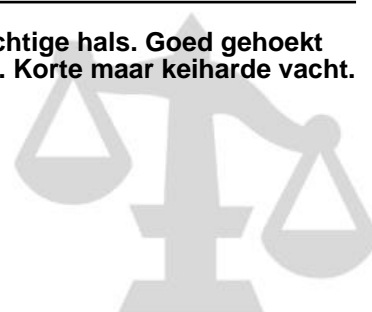 chtige hals. Goed gehoekt
. Korte maar keiharde vacht.